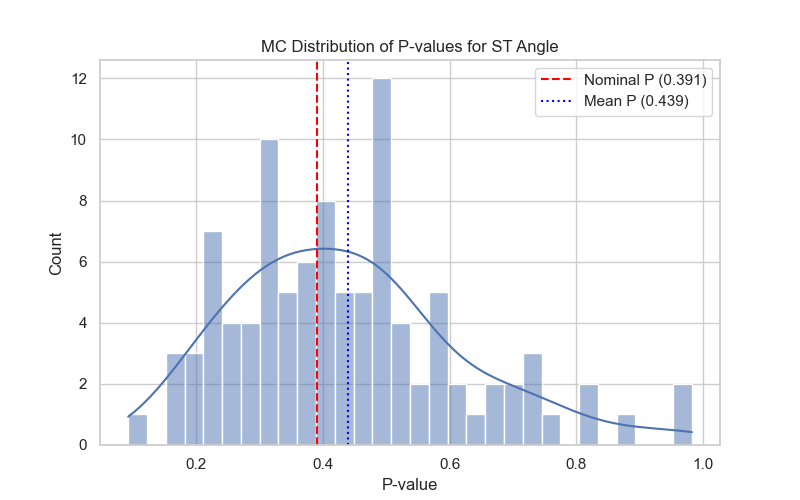 MC Distribution of P-values for ST Angle
Nominal P (0.391)
Mean P (0.439)
12
10
8
6
4
2
0
Count
0.2 0.4 0.6 0.8 1.0
P-value